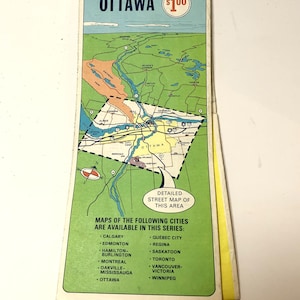 OTTAWA
$1.00
OTTAWA
DETAILED
STREET MAP OF
THIS AREA
MAPS OF THE FOLLOWING CITIES
ARE AVAILABLE IN THIS SERIES:
• CALGARY
• EDMONTON
• HAMILTON-
BURLINGTON
• MONTREAL
• OAKVILLE-
MISSISSAUGA
• OTTAWA
• QUEBEC CITY
• REGINA
• SASKATOON
• TORONTO
• VANCOUVER-
VICTORIA
• WINNIPEG